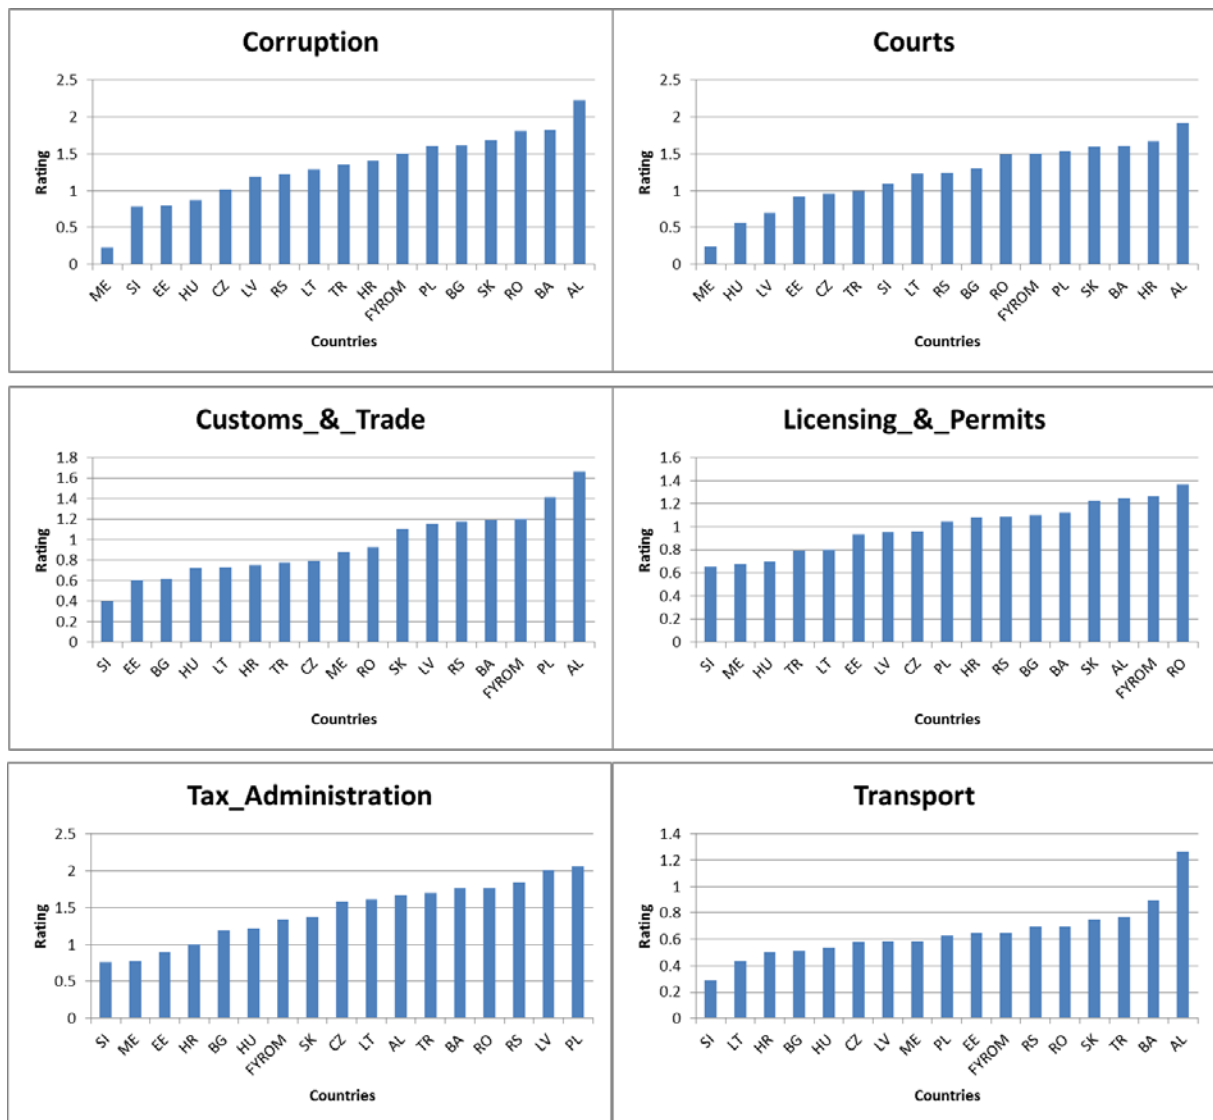 Corruption
2.5
2
1.5
1
0.5
0
Rating
ME SI EE HU CZ LV RS LT TR HR FYROM PL BG SK RO BA AL
Countries
Courts
2.5
2
1.5
1
0.5
0
Rating
ME HU LV EE CZ TR SI LT RS BG RO FYROM PL SK BA HR AL
Countries
Customs_&_Trade
1.8
1.6
1.4
1.2
1
0.8
0.6
0.4
0.2
0
Rating
SI EE BG HU LT HR TR CZ ME RO SK LV RS BA FYROM PL AL
Countries
Licensing_&_Permits
1.6
1.4
1.2
1
0.8
0.6
0.4
0.2
0
Rating
SI ME HU TR LT EE LV CZ PL HR RS BG BA SK AL FYROM RO
Countries
Tax_Administration
2.5
2
1.5
1
0.5
0
Rating
SI ME EE HR BG HU FYROM SK CZ LT AL TR BA RO RS LV PL
Countries
Transport
1.4
1.2
1
0.8
0.6
0.4
0.2
0
Rating
SI LT HR BG HU CZ LV ME PL EE FYROM RS RO SK TR BA AL
Countries